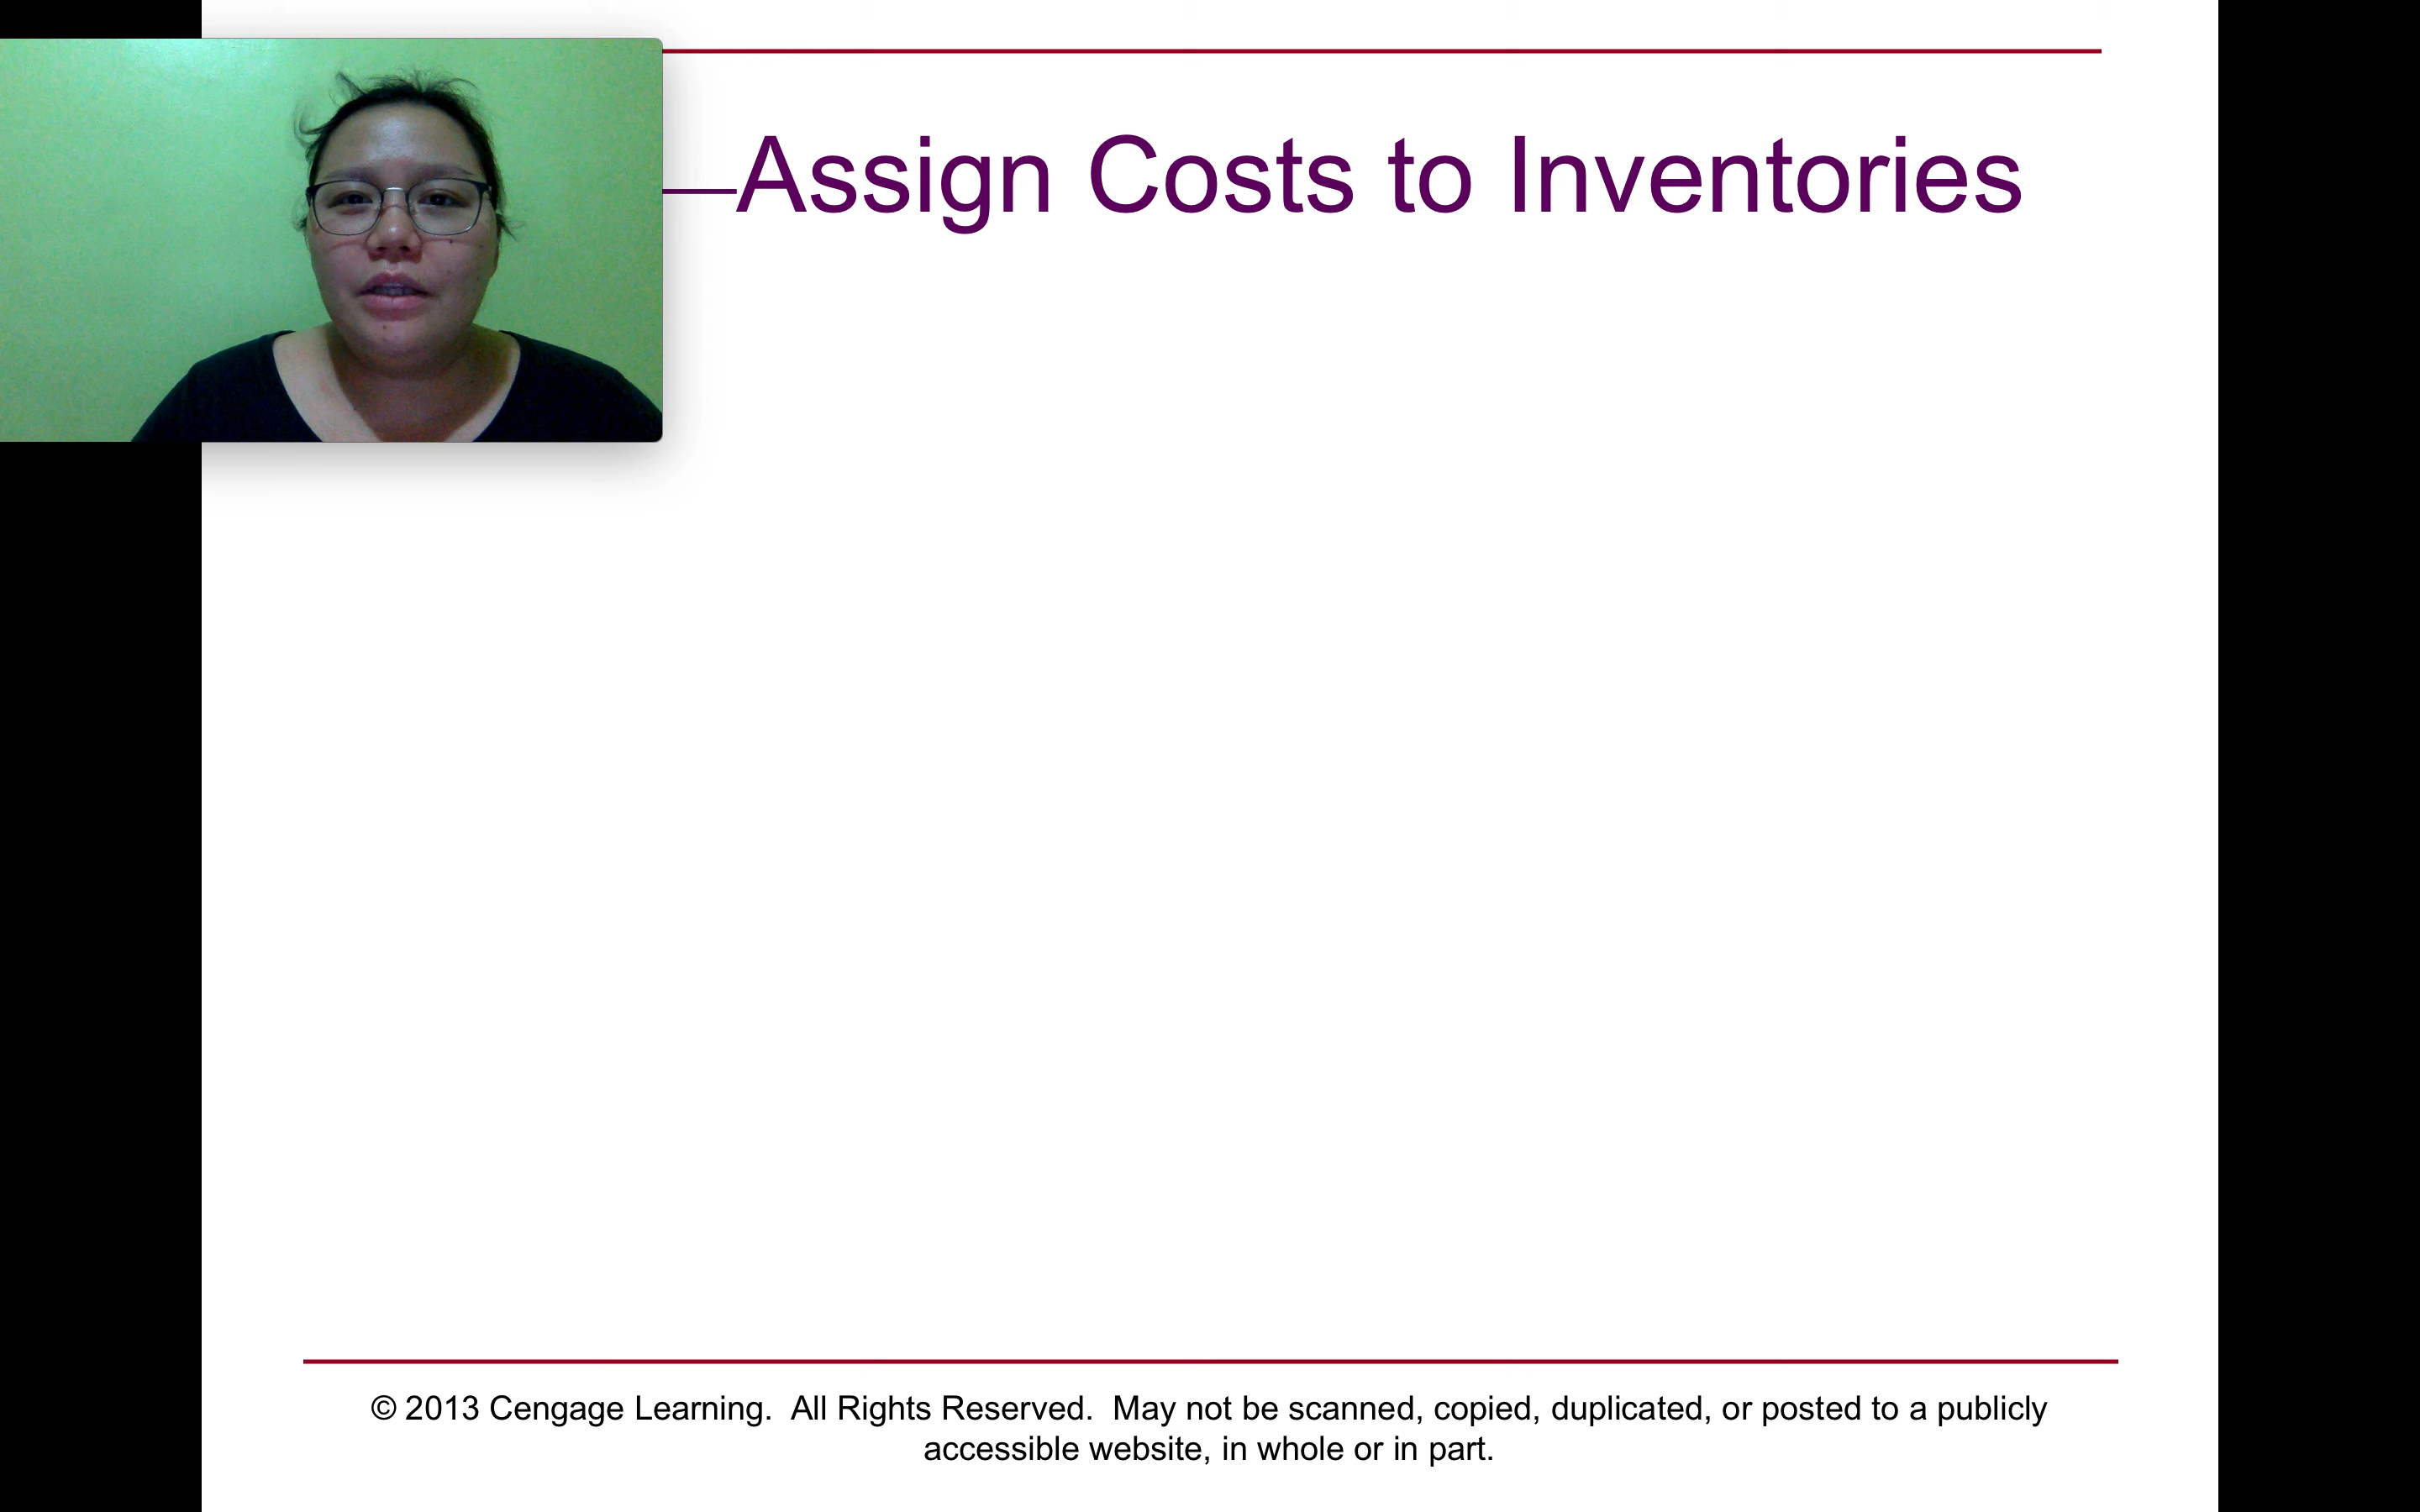 —Assign Costs to Inventories
© 2013 Cengage Learning.  All Rights Reserved.  May not be scanned, copied, duplicated, or posted to a publicly
accessible website, in whole or in part.